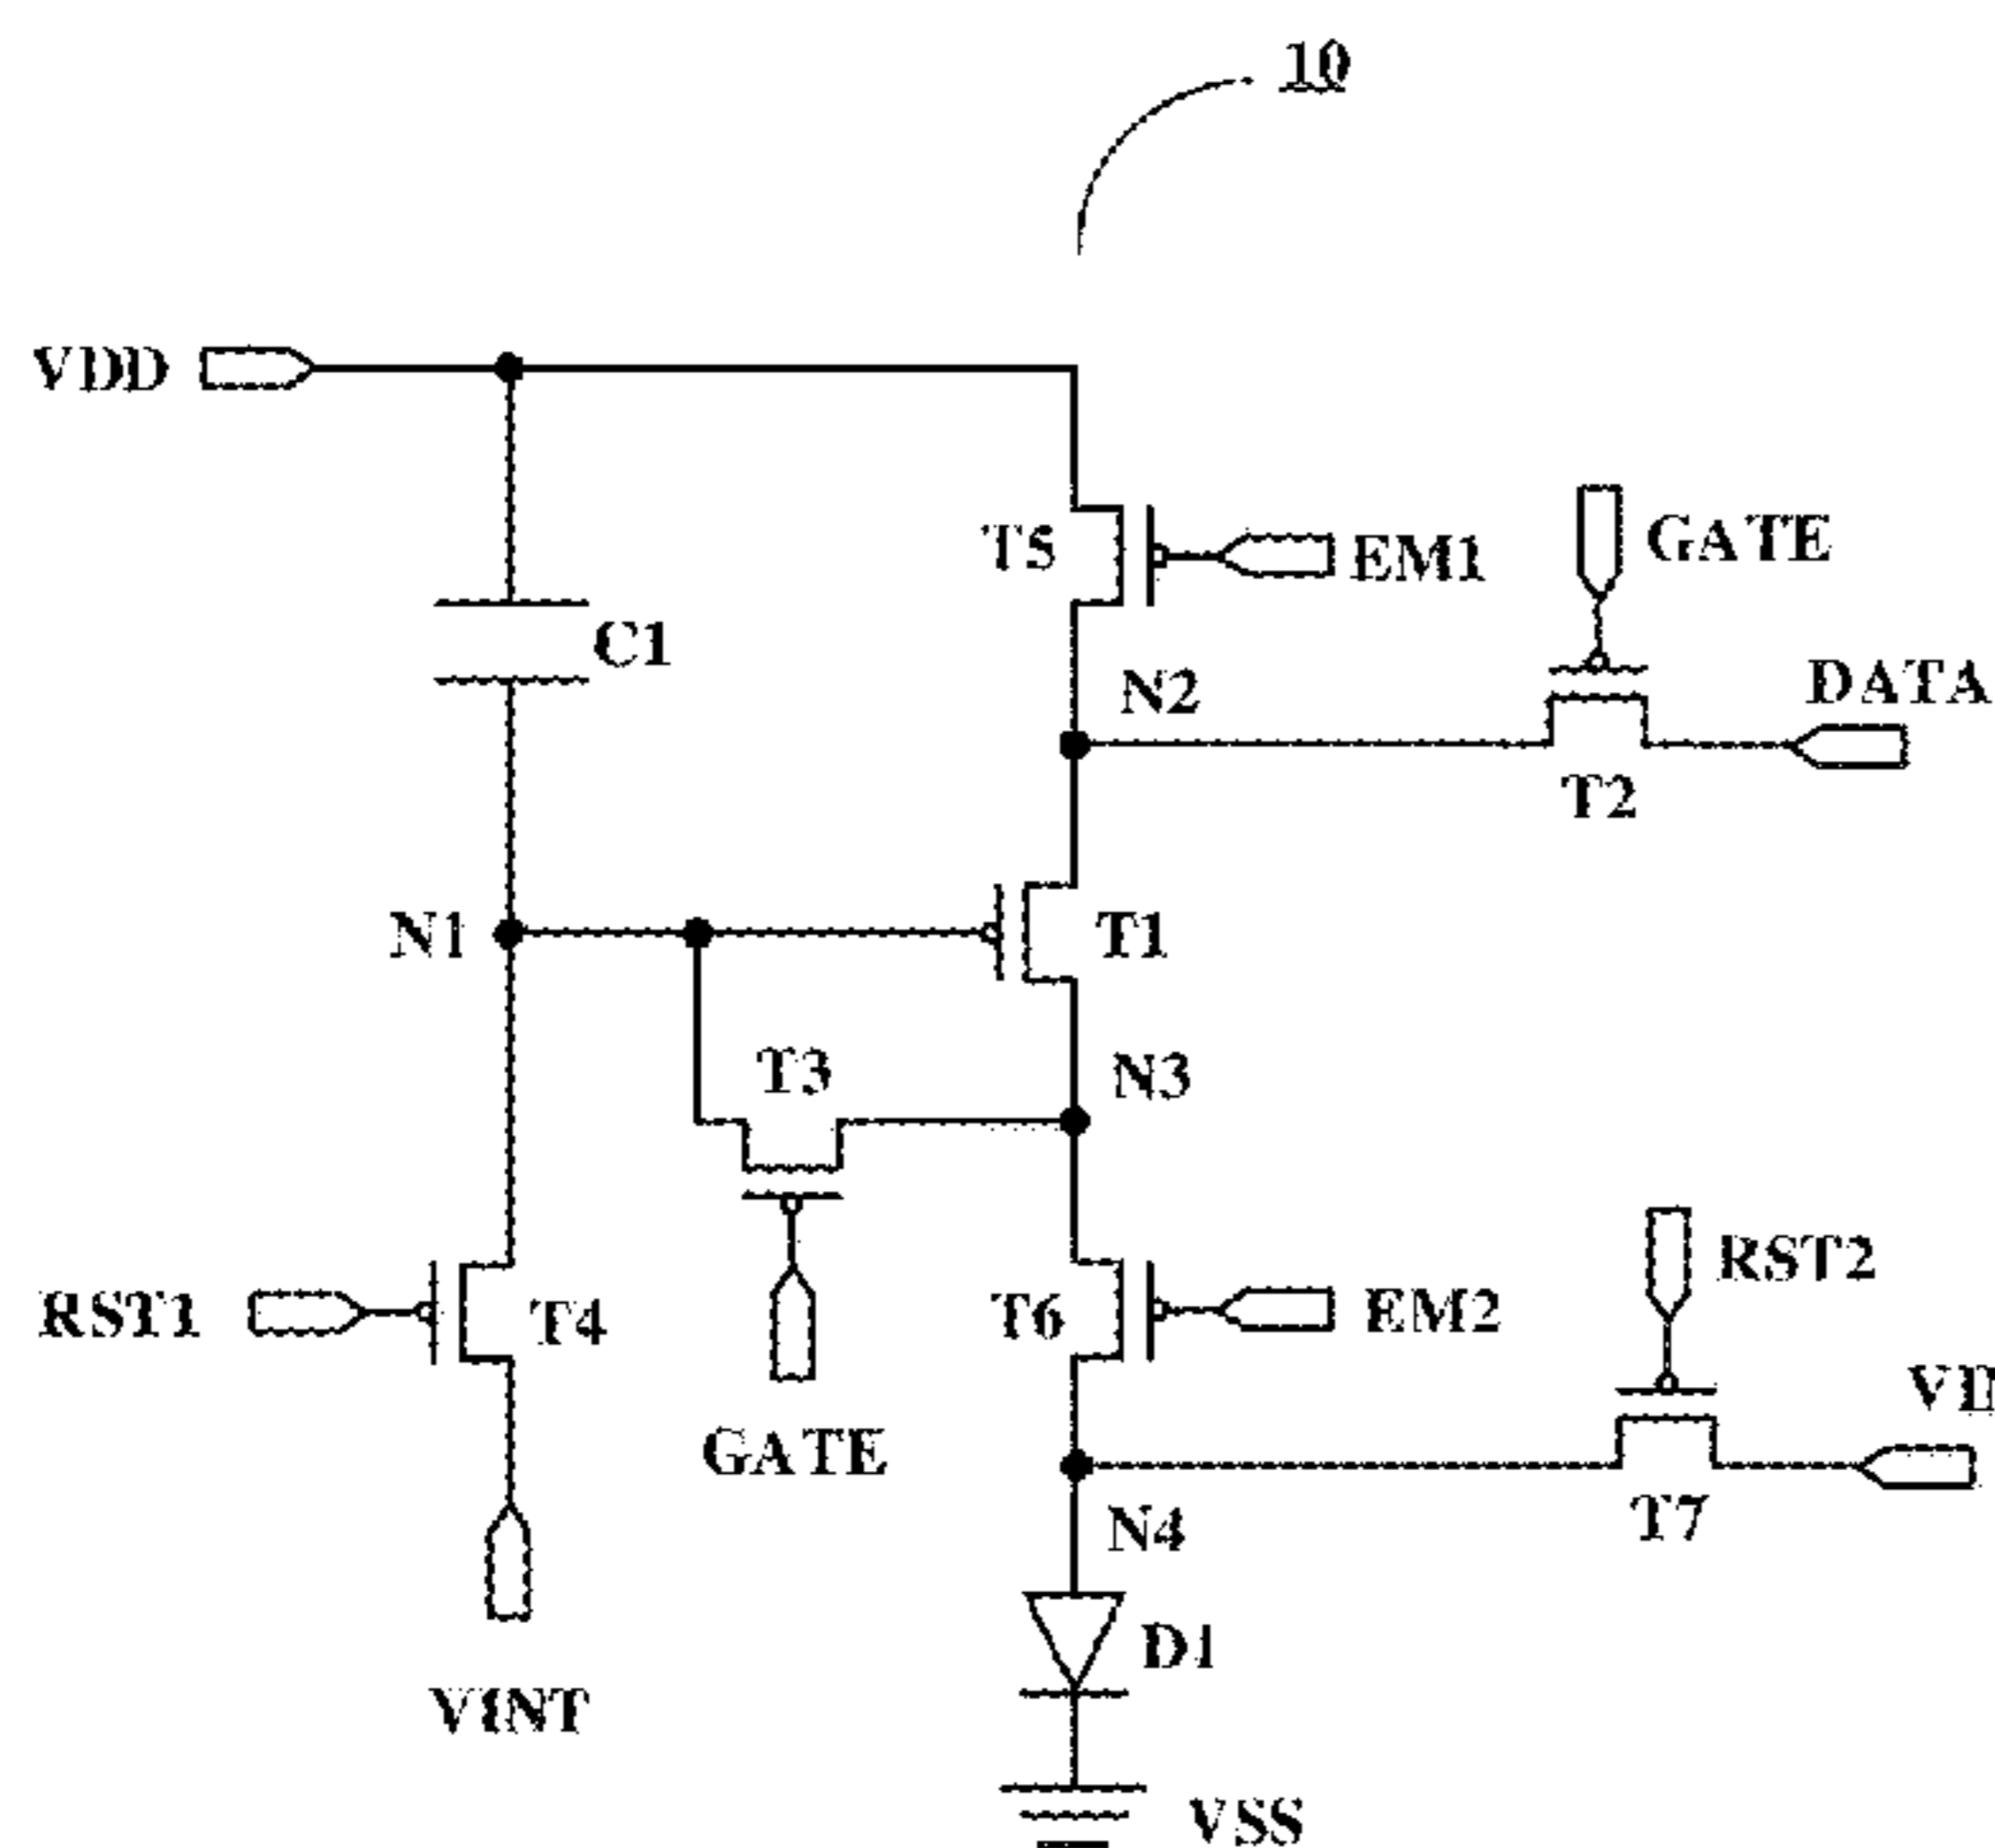 10
VDD
T5
EM1
GATE
C1
N2
DATA
T2
N1
T1
T3
N3
RST2
RST1
T4
T6
EM2
GATE
T7
N4
D1
VINT
VSS